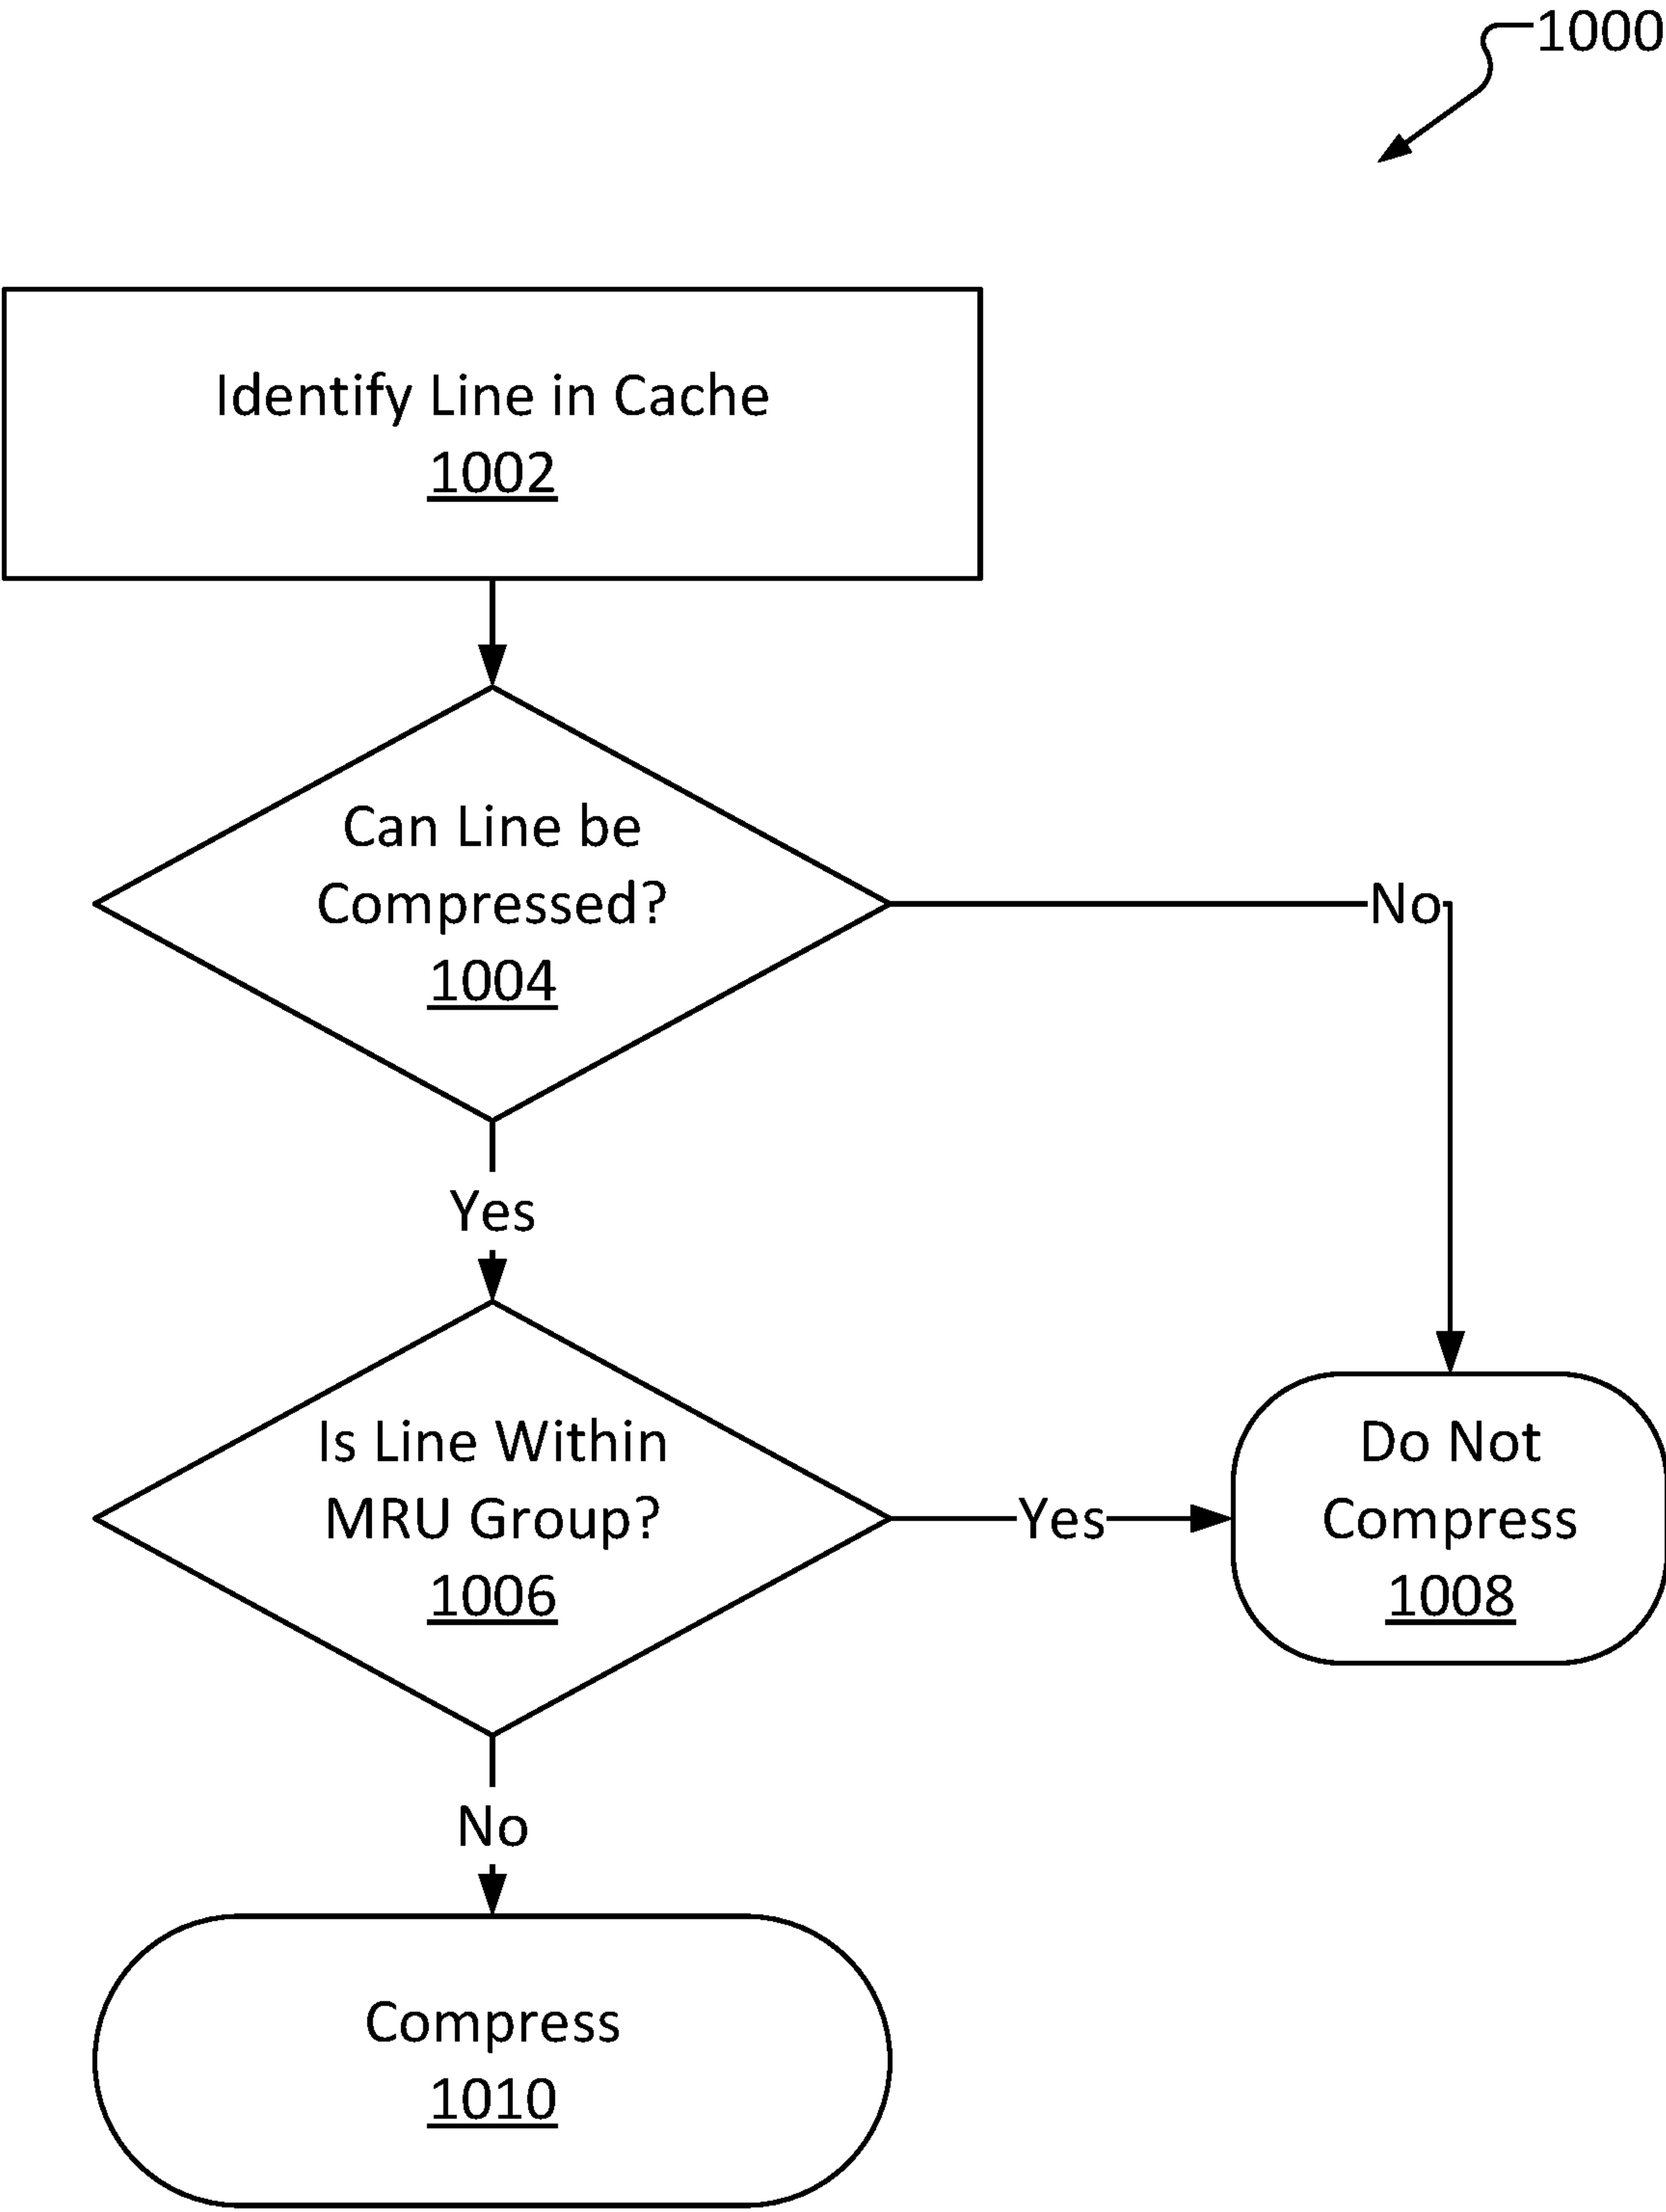 1000
Identify Line in Cache
1002
Can Line be
Compressed?
1004
No
Yes
Is Line Within
MRU Group?
1006
Yes
Do Not
Compress
1008
No
Compress
1010